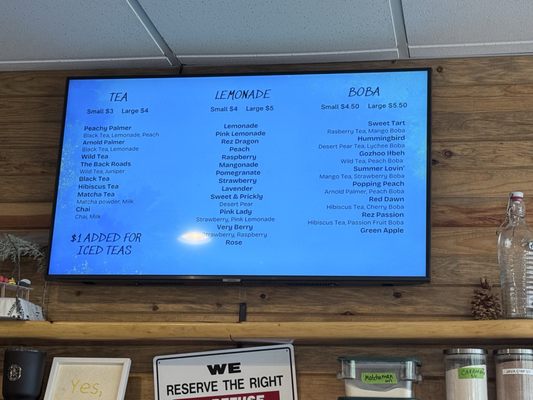 TEA
Small $3 Large $4
Peachy Palmer
Black Tea, Lemonade, Peach
Arnold Palmer
Black Tea, Lemonade
Wild Tea
The Back Roads
Wild Tea, Juniper
Black Tea
Hibiscus Tea
Matcha Tea
Matcha powder, Milk
Chai
Chai, Milk
$1 ADDED FOR
ICED TEAS
LEMONADE
Small $4 Large $5
Lemonade
Pink Lemonade
Rez Dragon
Peach
Raspberry
Mangonade
Pomegranate
Strawberry
Lavender
Sweet & Prickly
Desert Pear
Pink Lady
Strawberry, Pink Lemonade
Very Berry
Strawberry, Raspberry
Rose
BOBA
Small $4.50 Large $5.50
Sweet Tart
Rasberry Tea, Mango Boba
Hummingbird
Desert Pear Tea, Lychee Boba
Gozhoo Ilbeh
Wild Tea, Peach Boba
Summer Lovin'
Mango Tea, Strawberry Boba
Popping Peach
Arnold Palmer, Peach Boba
Red Dawn
Hibiscus Tea, Cherry Boba
Rez Passion
Hibiscus Tea, Passion Fruit Boba
Green Apple
Yes,
WE
RESERVE THE RIGHT